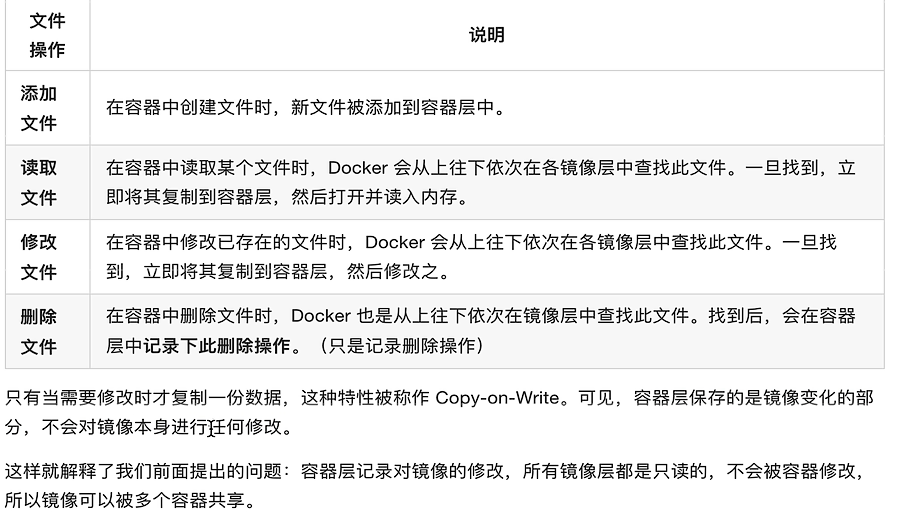 文件
操作
说明
添加
文件
在容器中创建文件时，新文件被添加到容器层中。
读取
文件
在容器中读取某个文件时，Docker 会从上往下依次在各镜像层中查找此文件。一旦找到，立
即将其复制到容器层，然后打开并读入内存。
修改
文件
在容器中修改已存在的文件时，Docker 会从上往下依次在各镜像层中查找此文件。一旦找
到，立即将其复制到容器层，然后修改之。
删除
文件
在容器中删除文件时，Docker 也是从上往下依次在镜像层中查找此文件。找到后，会在容器
层中记录下此删除操作。（只是记录删除操作）
只有当需要修改时才复制一份数据，这种特性被称作 Copy-on-Write。可见，容器层保存的是镜像变化的部
分，不会对镜像本身进行任何修改。
这样就解释了我们前面提出的问题：容器层记录对镜像的修改，所有镜像层都是只读的，不会被容器修改，
所以镜像可以被多个容器共享。